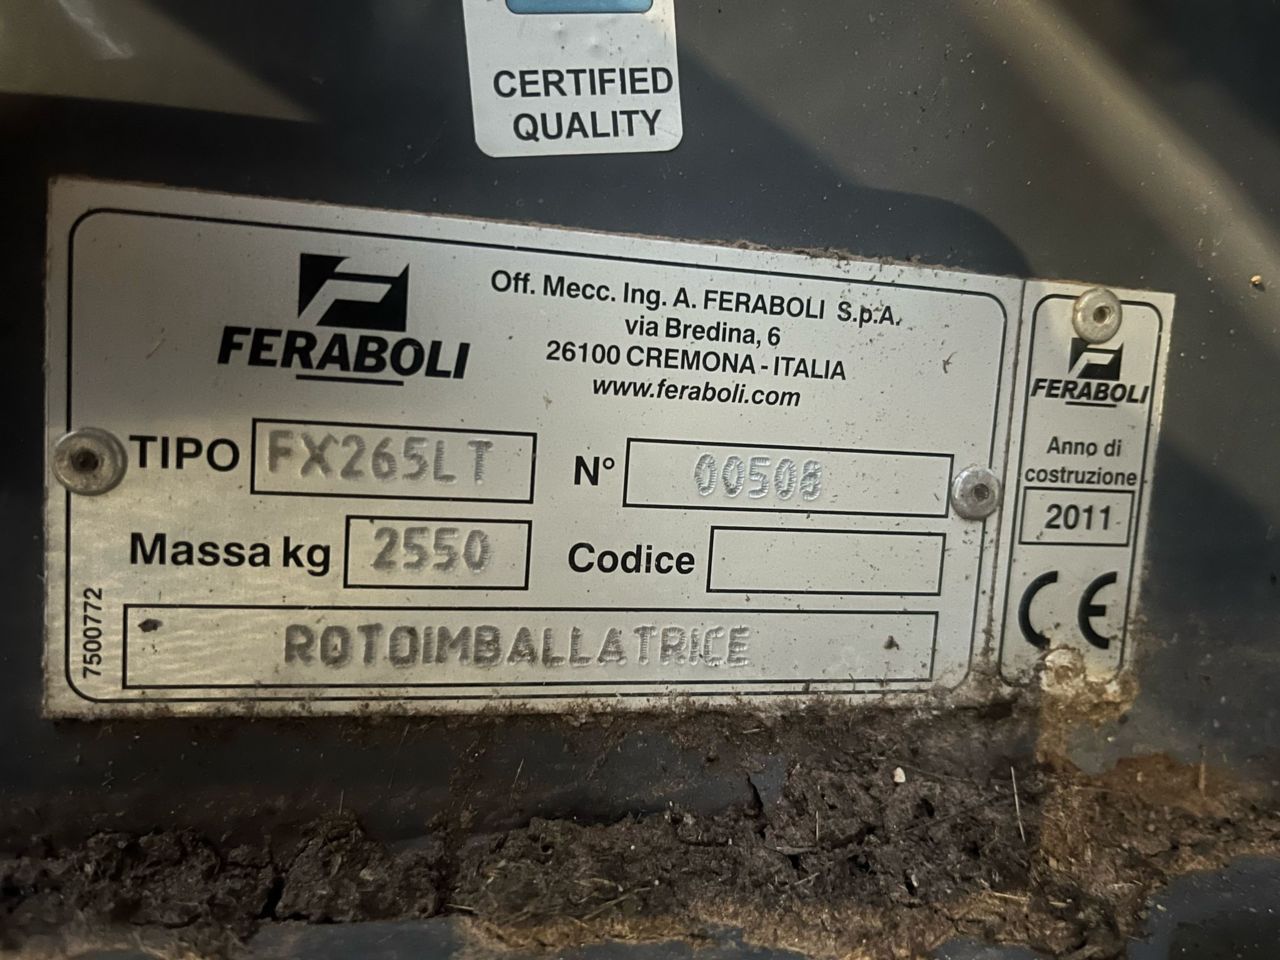 CERTIFIED
QUALITY
FERABOLI
Off. Mecc. Ing. A. FERABOLI S.p.A.
via Bredina, 6
26100 CREMONA - ITALIA
www.feraboli.com
TIPO FX265LT
N° 00508
Massa kg 2550
Codice
ROTOIMBALLATRICE
7500772
FERABOLI
Anno di
costruzione
2011
CE